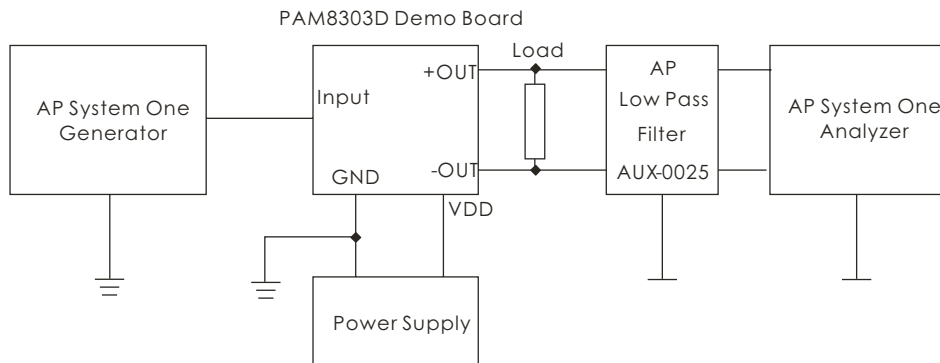 PAM8303D Demo Board
AP System One
Generator
Input
+OUT
-OUT
GND
VDD
Load
AP
Low Pass
Filter
AUX-0025
AP System One
Analyzer
Power Supply